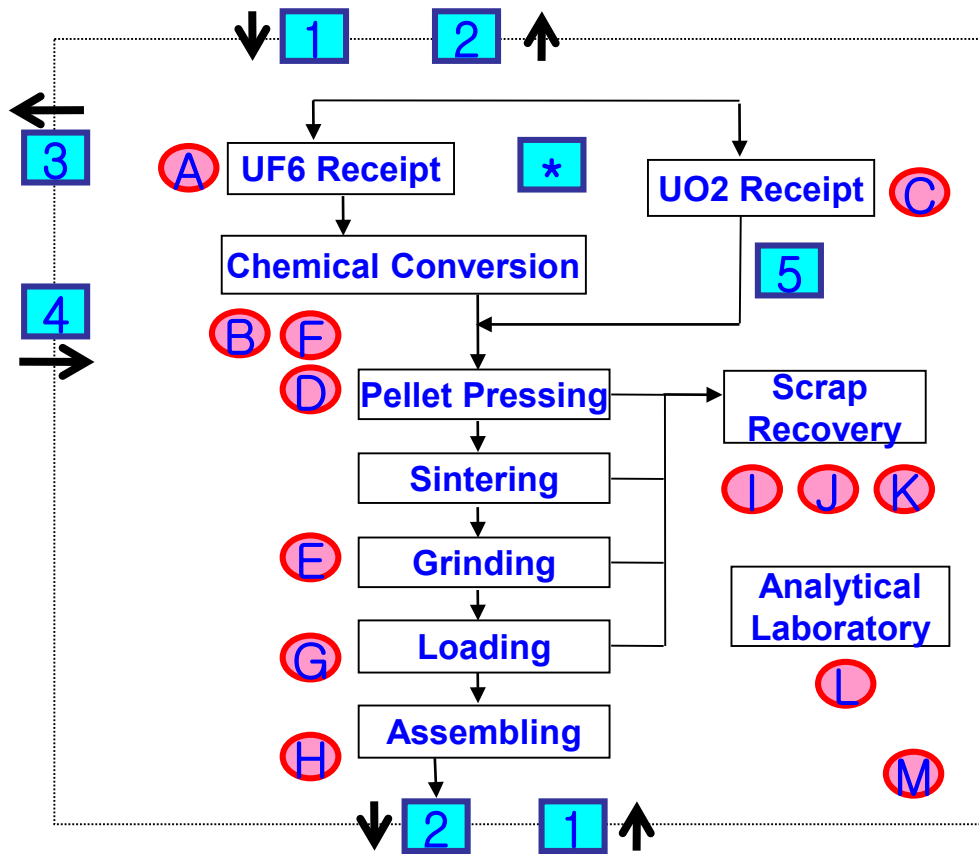 1
2
3
A
UF6 Receipt
*
UO2 Receipt
C
Chemical Conversion
5
4
B
F
D
Pellet Pressing
Scrap
Recovery
Sintering
I
J
K
E
Grinding
Analytical
Laboratory
G
Loading
L
Assembling
H
M
2
1